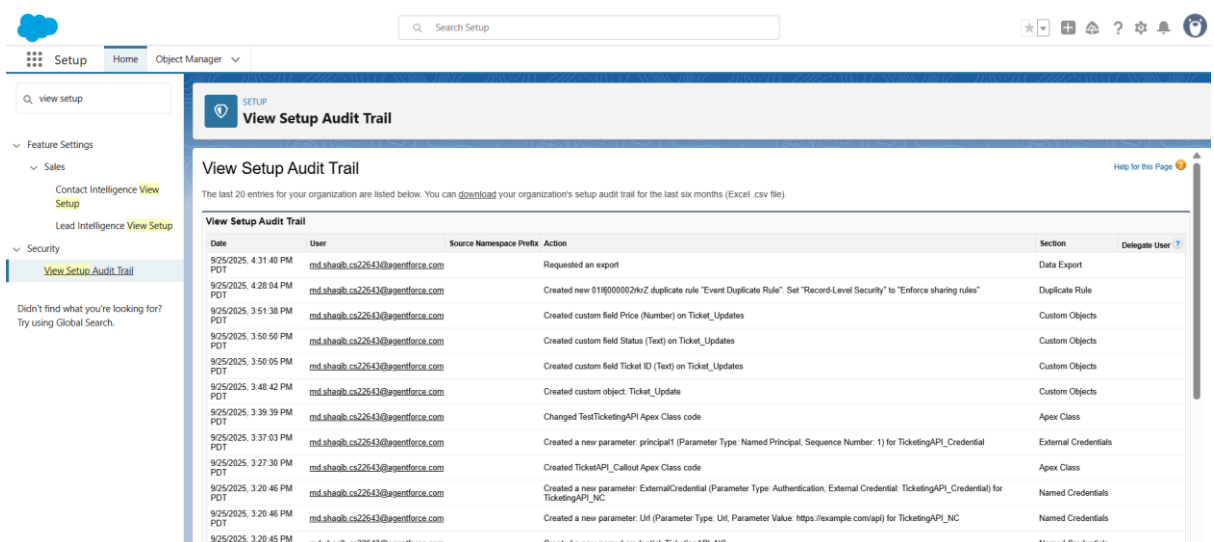 Search Setup
Setup
Home
Object Manager
view setup
Feature Settings
Sales
Contact Intelligence View
Setup
Lead Intelligence View Setup
Security
View Setup Audit Trail
Didn't find what you're looking for?
Try using Global Search.
SETUP
View Setup Audit Trail
View Setup Audit Trail
Help for this Page ?
The last 20 entries for your organization are listed below. You can download your organization's setup audit trail for the last six months (Excel .csv file).
View Setup Audit Trail
Date User Source Namespace Prefix Action Section Delegate User ?
9/25/2025, 4:31:40 PM PDT md.shaqib.cs22643@agentforce.com Requested an export Data Export
9/25/2025, 4:28:04 PM PDT md.shaqib.cs22643@agentforce.com Created new duplicate rule "Event Duplicate Rule". Set "Record-Level Security" to "Enforce sharing rules" Duplicate Rule
9/25/2025, 3:51:38 PM PDT md.shaqib.cs22643@agentforce.com Created custom field Price (Number) on Ticket_Updates Custom Objects
9/25/2025, 3:50:50 PM PDT md.shaqib.cs22643@agentforce.com Created custom field Status (Text) on Ticket_Updates Custom Objects
9/25/2025, 3:50:05 PM PDT md.shaqib.cs22643@agentforce.com Created custom field Ticket ID (Text) on Ticket_Updates Custom Objects
9/25/2025, 3:48:42 PM PDT md.shaqib.cs22643@agentforce.com Created custom object: Ticket_Update Custom Objects
9/25/2025, 3:39:39 PM PDT md.shaqib.cs22643@agentforce.com Changed TestTicketingAPI Apex Class code Apex Class
9/25/2025, 3:37:03 PM PDT md.shaqib.cs22643@agentforce.com Created a new parameter: principal1 (Parameter Type: Named Principal, Sequence Number: 1) for TicketingAPI_Credential External Credentials
9/25/2025, 3:27:30 PM PDT md.shaqib.cs22643@agentforce.com Created TicketAPI_Callout Apex Class code Apex Class
9/25/2025, 3:20:46 PM PDT md.shaqib.cs22643@agentforce.com Created a new parameter: ExternalCredential (Parameter Type: Authentication, External Credential: TicketingAPI_Credential) for TicketingAPI_NC Named Credentials
9/25/2025, 3:20:46 PM PDT md.shaqib.cs22643@agentforce.com Created a new parameter: Url (Parameter Type: Url, Parameter Value: https://example.com/api) for TicketingAPI_NC Named Credentials
9/25/2025, 3:20:45 PM